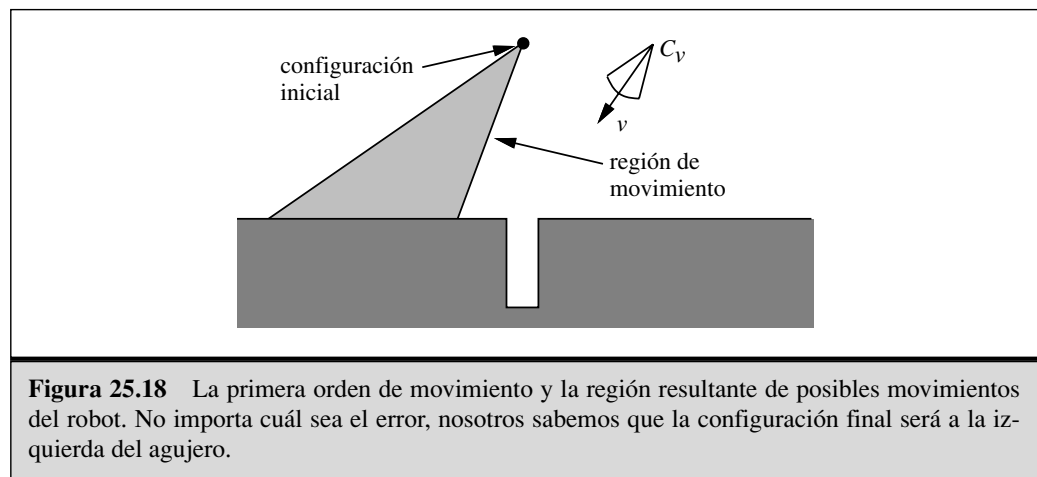 configuración
inicial
C_v
v
región de
movimiento
Figura 25.18 La primera orden de movimiento y la región resultante de posibles movimientos
del robot. No importa cuál sea el error, nosotros sabemos que la configuración final será a la iz-
quierda del agujero.